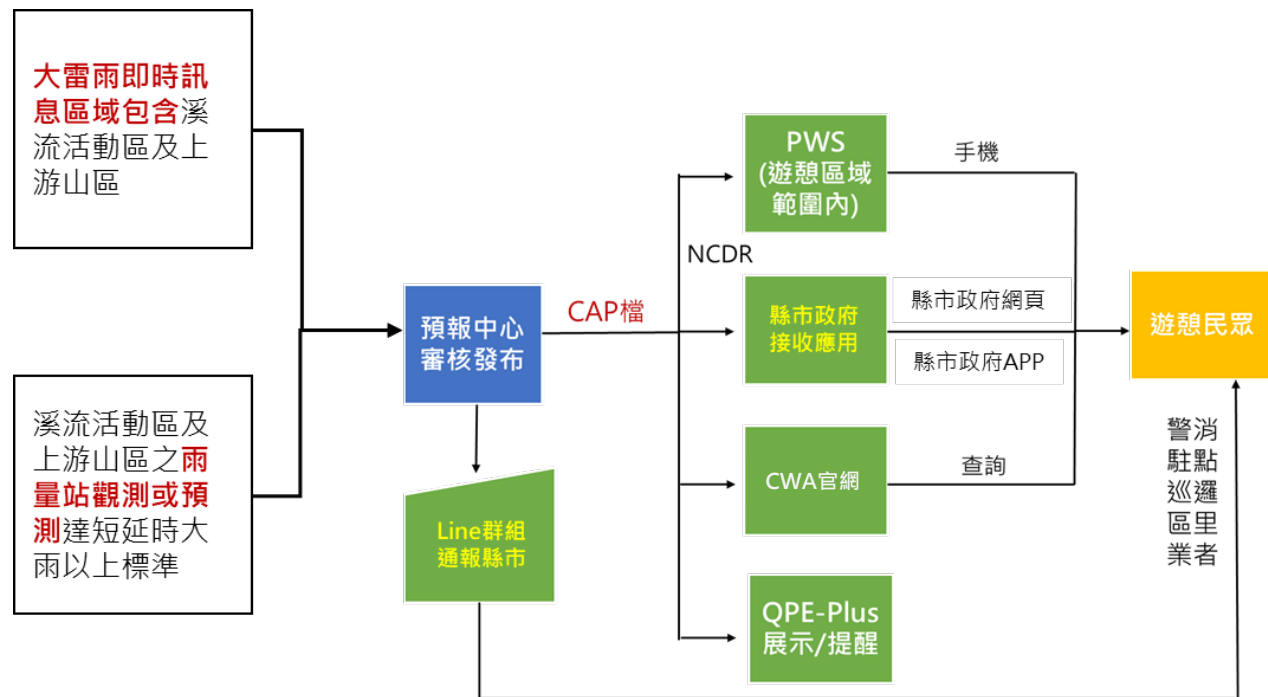 大雷雨即時訊
息區域包含溪
流活動區及上
游山區
溪流活動區及
上游山區之雨
量站觀測或預
測達短延時大
雨以上標準
預報中心
審核發布
Line群組
通報縣市
CAP檔
NCDR
PWS
(遊憩區域
範圍內)
手機
縣市政府
接收應用
縣市政府網頁
縣市政府APP
CWA官網
查詢
QPE-Plus
展示/提醒
遊憩民眾
警消
駐點
巡邏
區里
業者